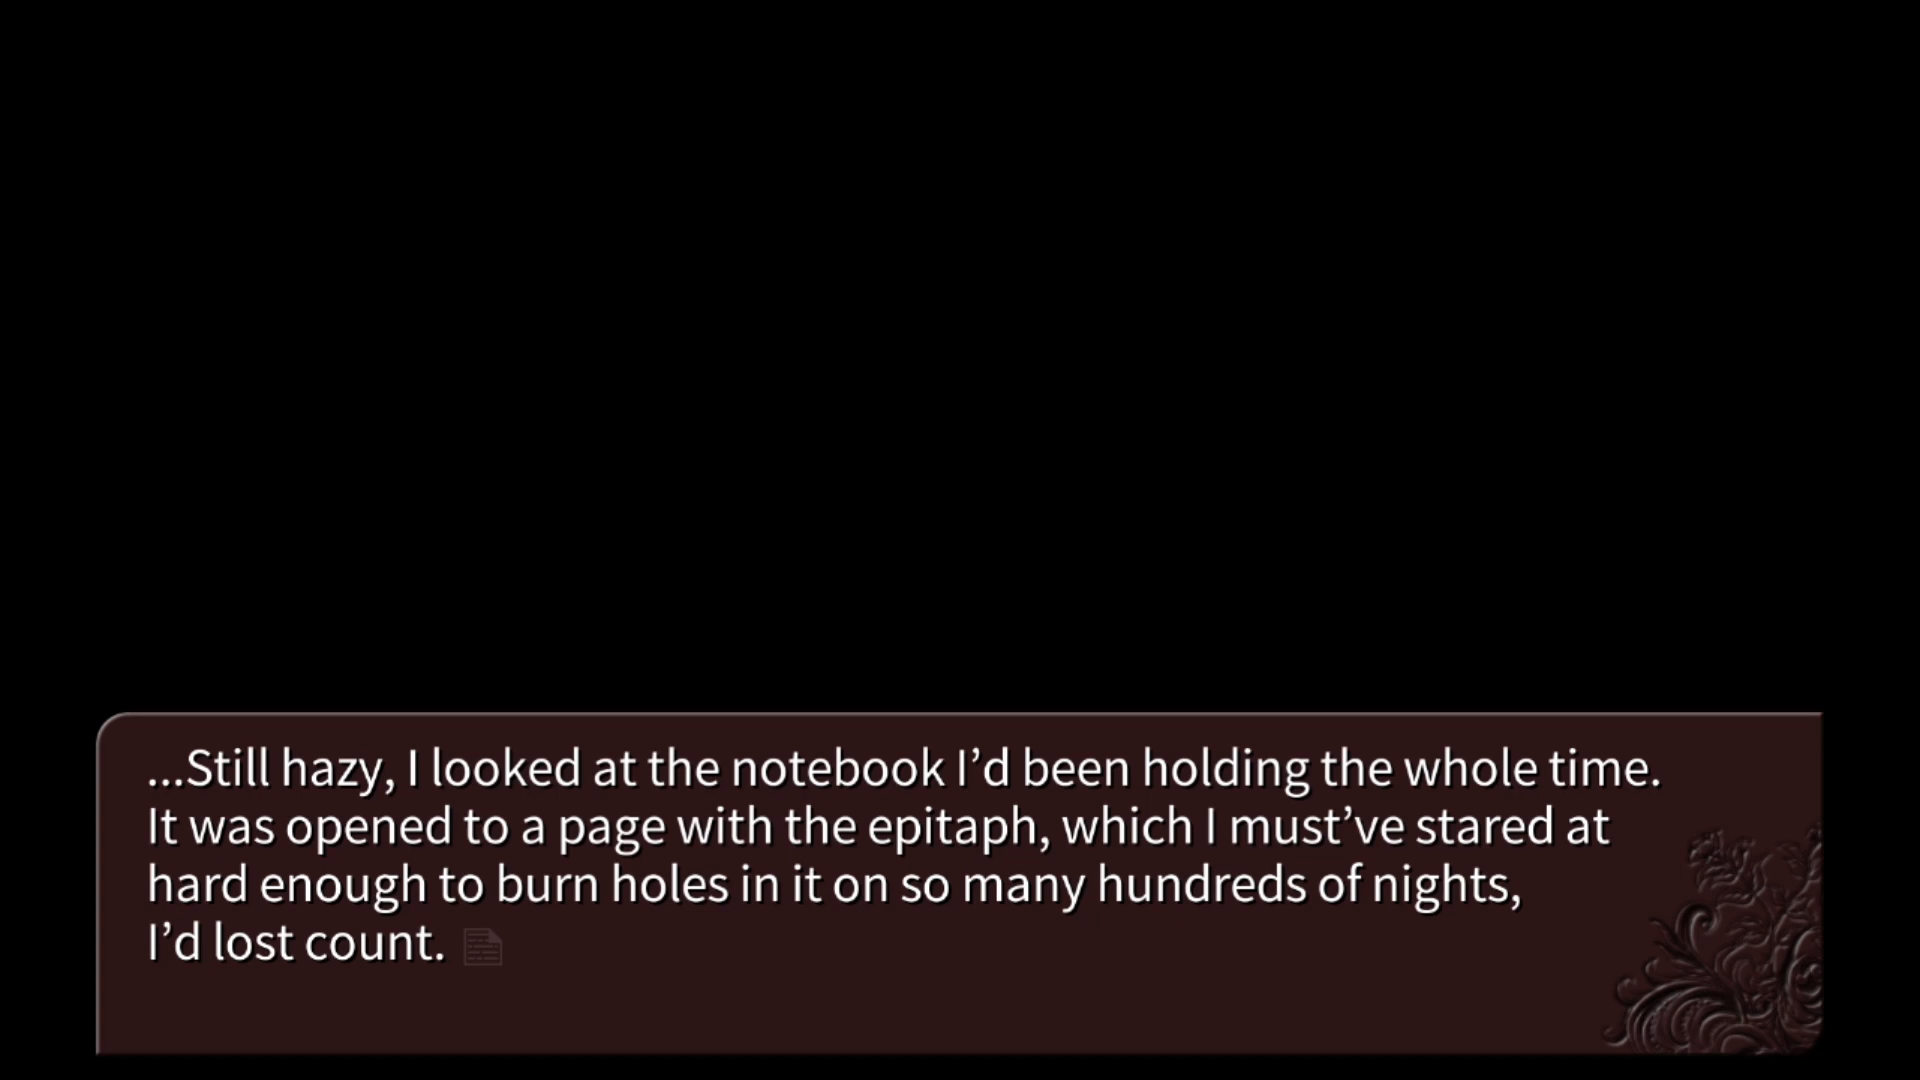 ...Still hazy, I looked at the notebook I’d been holding the whole time.
It was opened to a page with the epitaph, which I must’ve stared at
hard enough to burn holes in it on so many hundreds of nights,
I’d lost count.